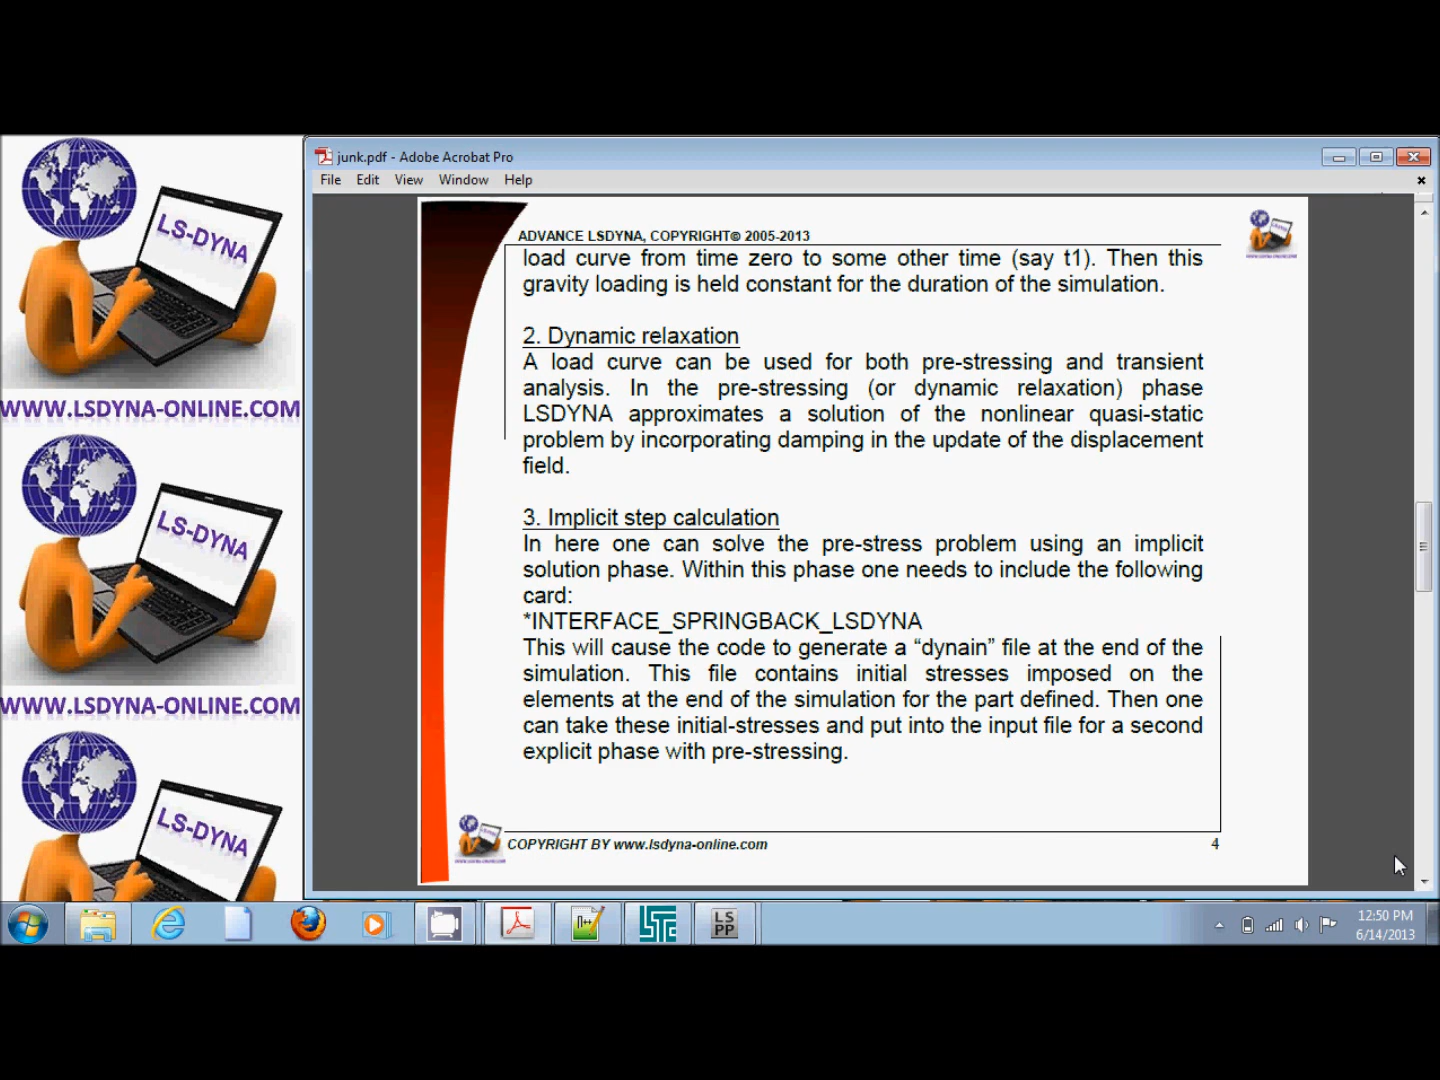 LS-DYNA
WWW.LSDYNA-ONLINE.COM
LS-DYNA
WWW.LSDYNA-ONLINE.COM
LS-DYNA
junk.pdf - Adobe Acrobat Pro
File Edit View Window Help
ADVANCE LSDYNA, COPYRIGHT© 2005-2013
load curve from time zero to some other time (say t1). Then this
gravity loading is held constant for the duration of the simulation.
2. Dynamic relaxation
A load curve can be used for both pre-stressing and transient
analysis. In the pre-stressing (or dynamic relaxation) phase
LSDYNA approximates a solution of the nonlinear quasi-static
problem by incorporating damping in the update of the displacement
field.
3. Implicit step calculation
In here one can solve the pre-stress problem using an implicit
solution phase. Within this phase one needs to include the following
card:
*INTERFACE_SPRINGBACK_LSDYNA
This will cause the code to generate a “dynain” file at the end of the
simulation. This file contains initial stresses imposed on the
elements at the end of the simulation for the part defined. Then one
can take these initial-stresses and put into the input file for a second
explicit phase with pre-stressing.
COPYRIGHT BY www.lsdyna-online.com
4
LS
PP
12:50 PM
6/14/2013